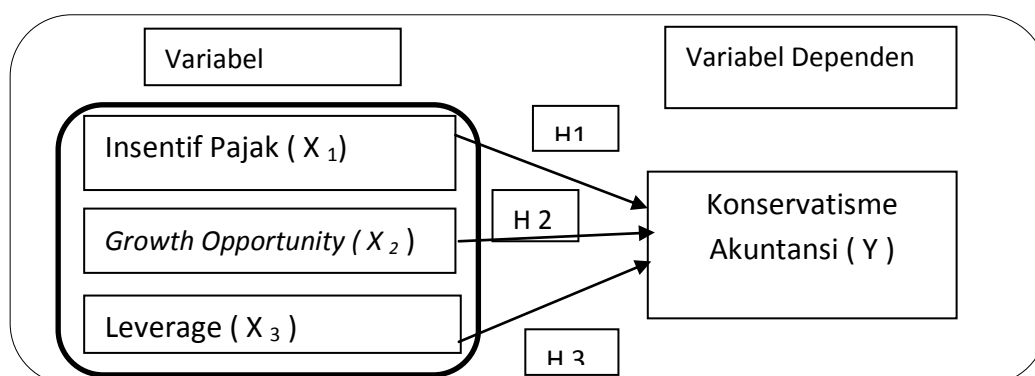 Variabel
Variabel Dependen
H1
Insentif Pajak ( X 1)
Konservatisme
Akuntansi ( Y )
H 2
Growth Opportunity ( X 2 )
Leverage ( X 3 )
H 3